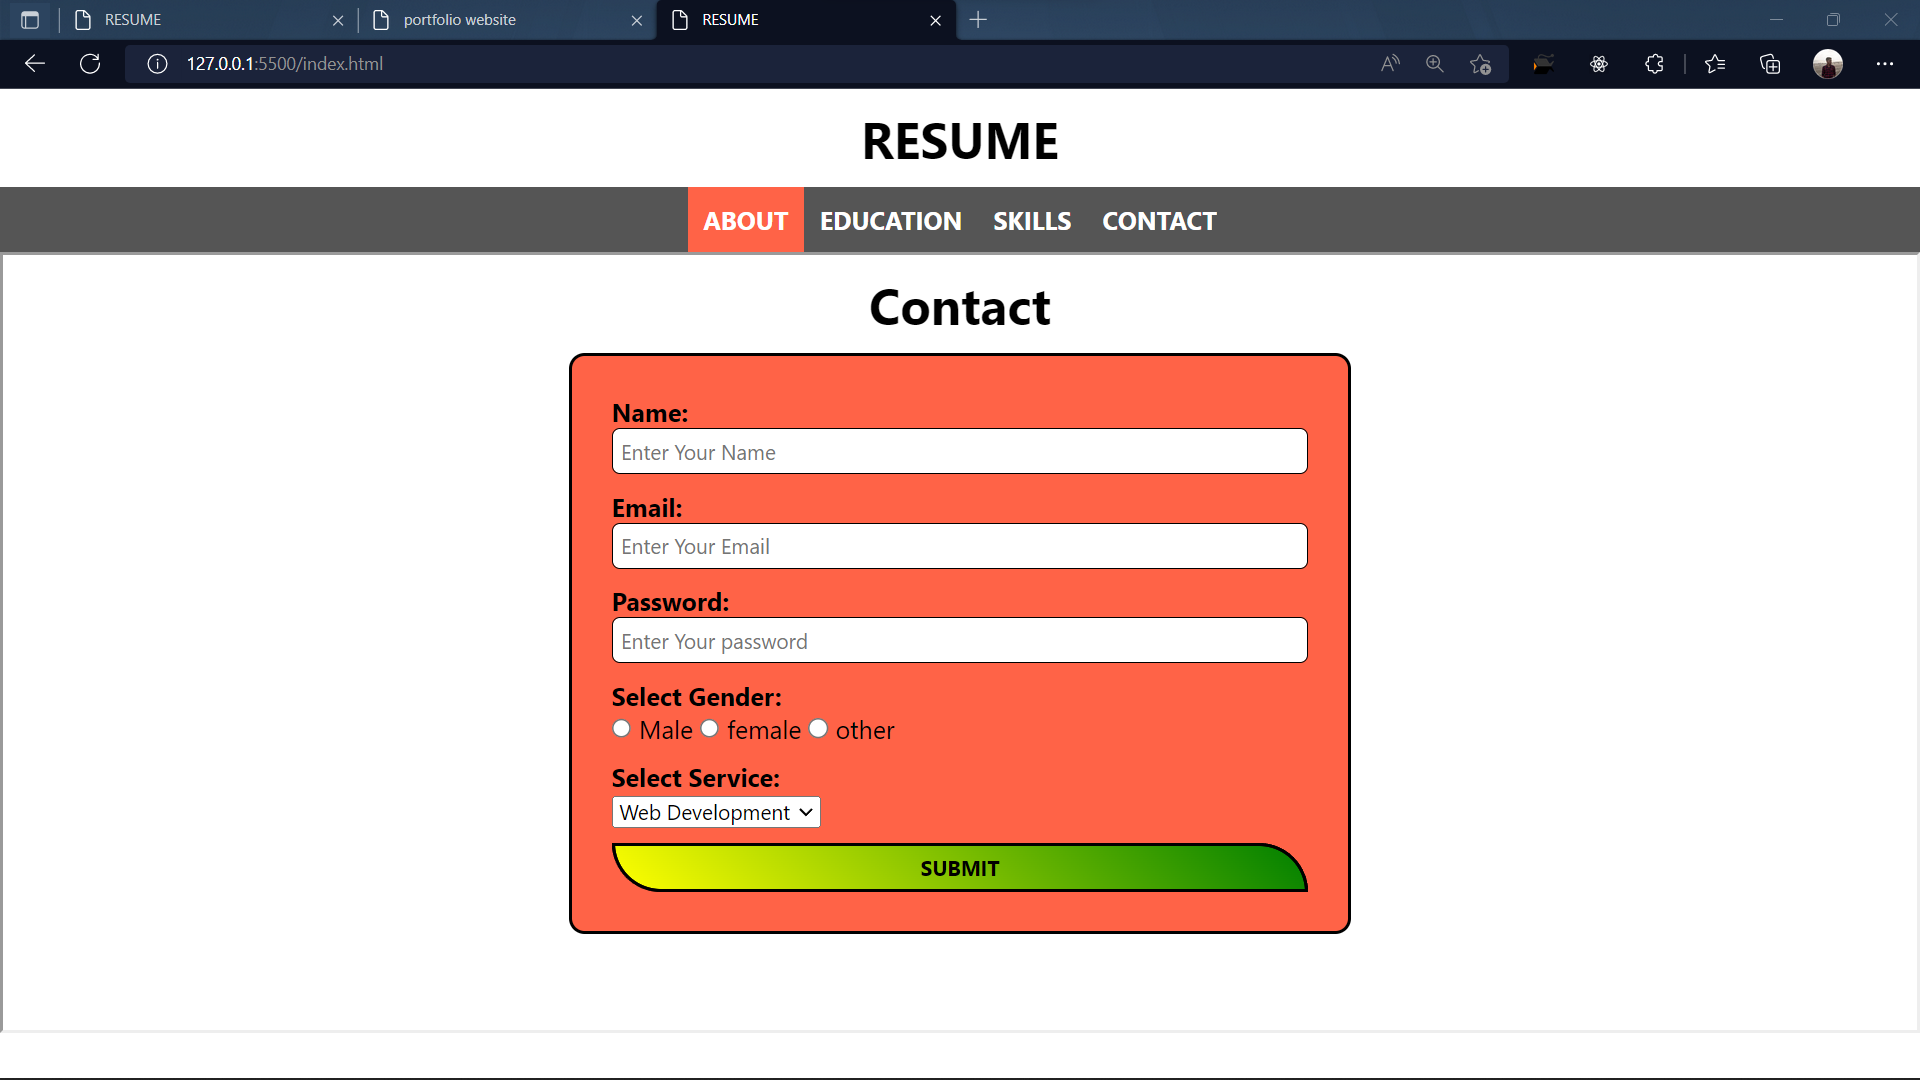 RESUME
portfolio website
RESUME
127.0.0.1:5500/index.html
RESUME
ABOUT EDUCATION SKILLS CONTACT
Contact
Name:
Enter Your Name
Email:
Enter Your Email
Password:
Enter Your password
Select Gender:
Male female other
Select Service:
Web Development
SUBMIT